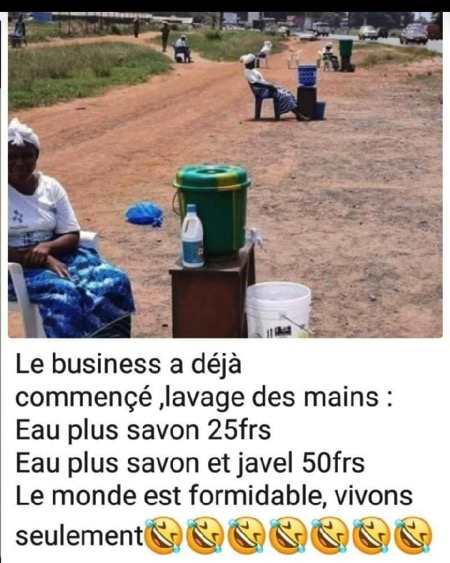 Le business a déjà
commençé ,lavage des mains :
Eau plus savon 25frs
Eau plus savon et javel 50frs
Le monde est formidable, vivons
seulement🤣🤣🤣🤣🤣🤣🤣